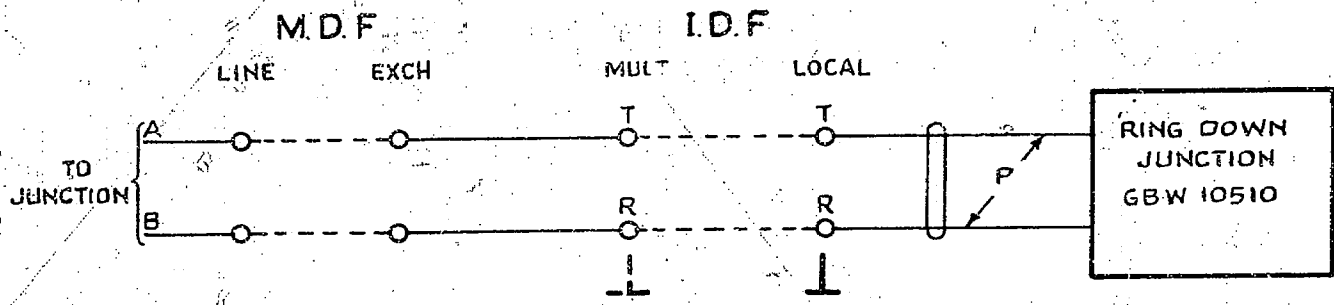 M.D.F
I.D.F
LINE
EXCH
MULT
LOCAL
A
T
T
TO
JUNCTION
B
R
R
P
RING DOWN
JUNCTION
GBW 10510